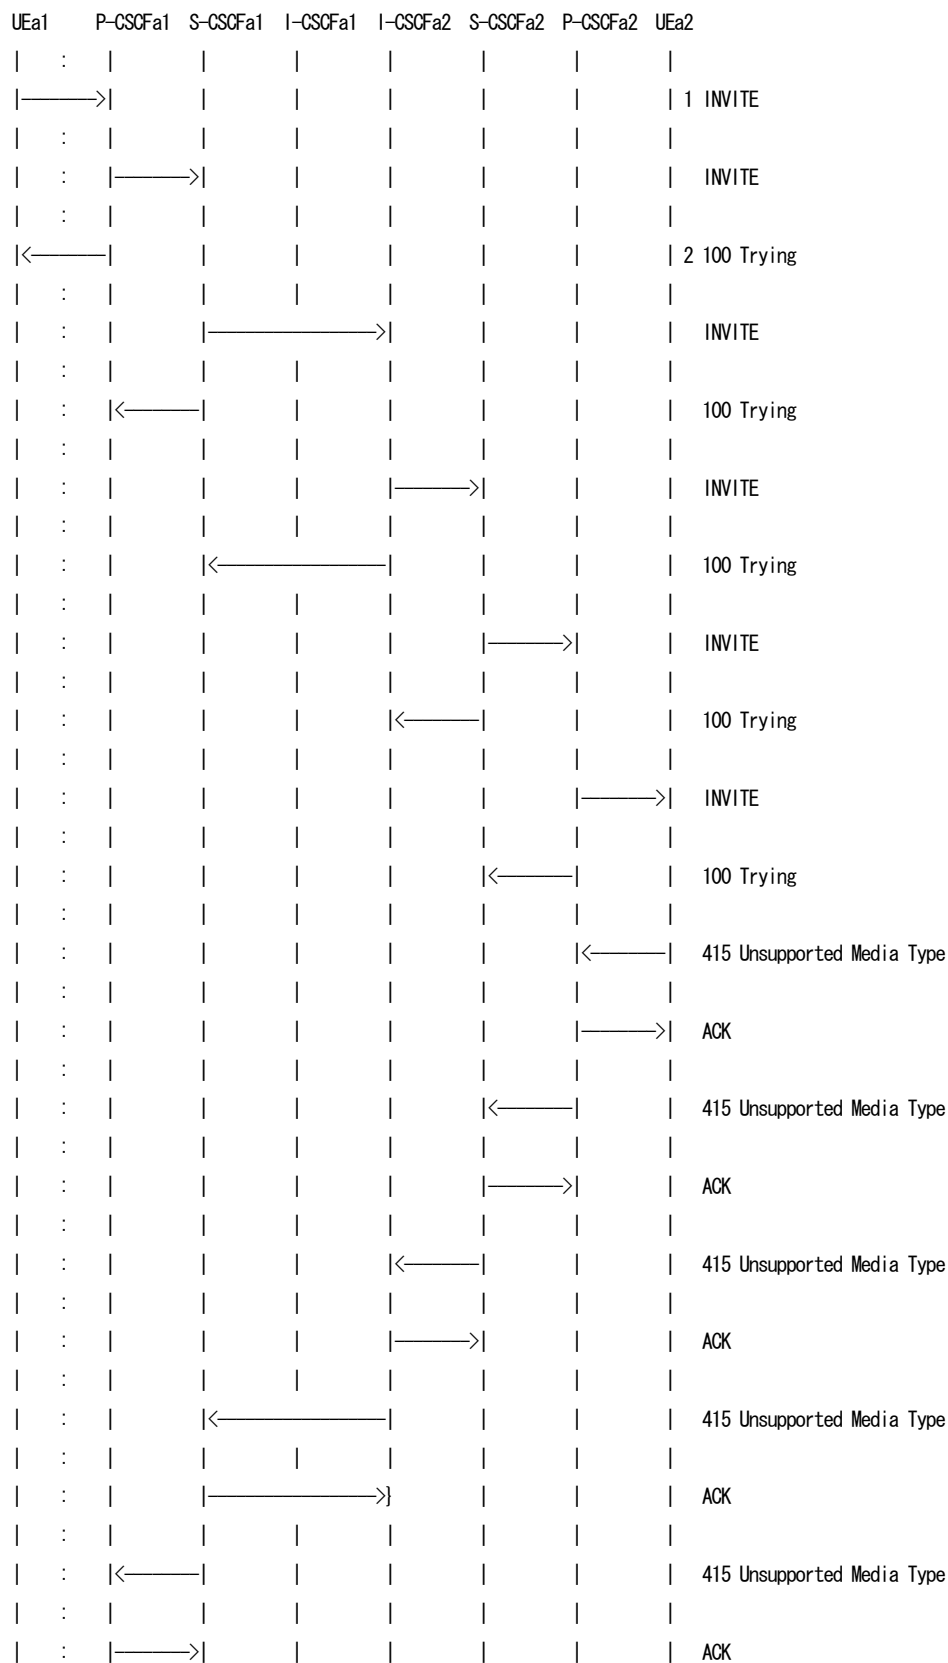 UEa1 P-CSCFa1 S-CSCFa1 I-CSCFa1 I-CSCFa2 S-CSCFa2 P-CSCFa2 UEa2
1 INVITE
INVITE
2 100 Trying
INVITE
100 Trying
INVITE
100 Trying
INVITE
100 Trying
INVITE
100 Trying
415 Unsupported Media Type
ACK
415 Unsupported Media Type
ACK
415 Unsupported Media Type
ACK
415 Unsupported Media Type
ACK
415 Unsupported Media Type
ACK